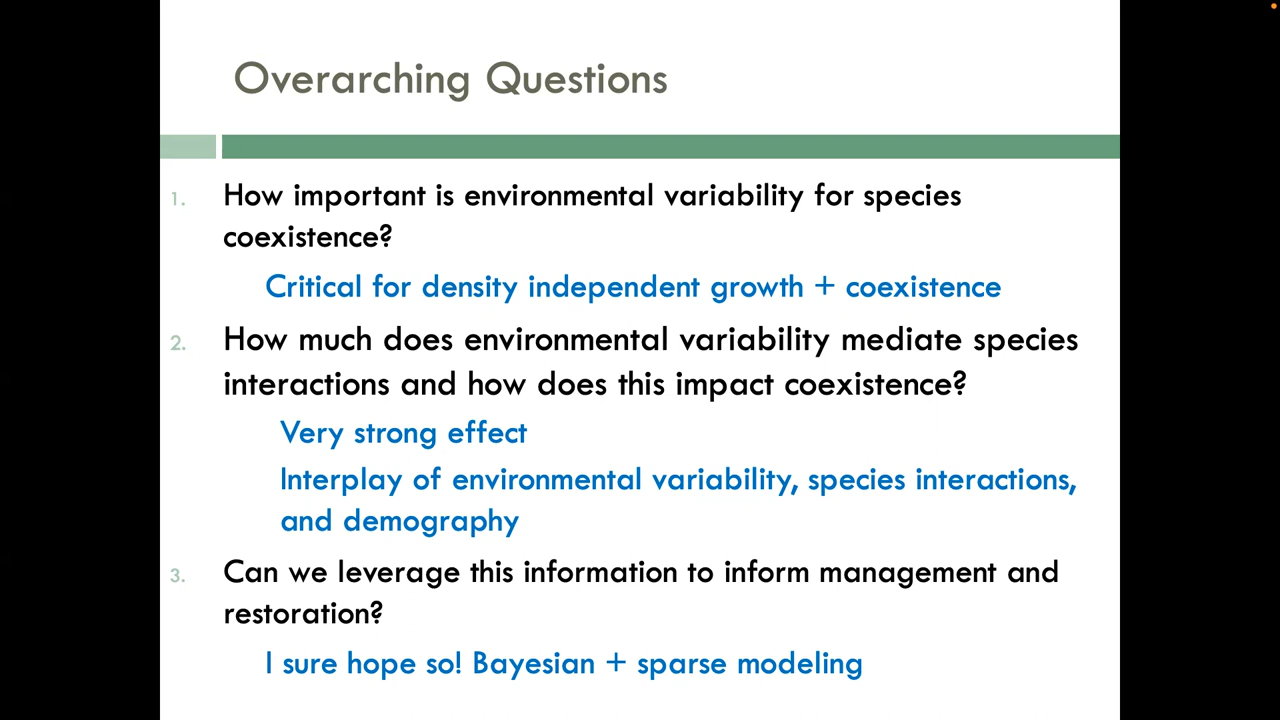 Overarching Questions
1. How important is environmental variability for species
coexistence?
Critical for density independent growth + coexistence
2. How much does environmental variability mediate species
interactions and how does this impact coexistence?
Very strong effect
Interplay of environmental variability, species interactions,
and demography
3. Can we leverage this information to inform management and
restoration?
I sure hope so! Bayesian + sparse modeling